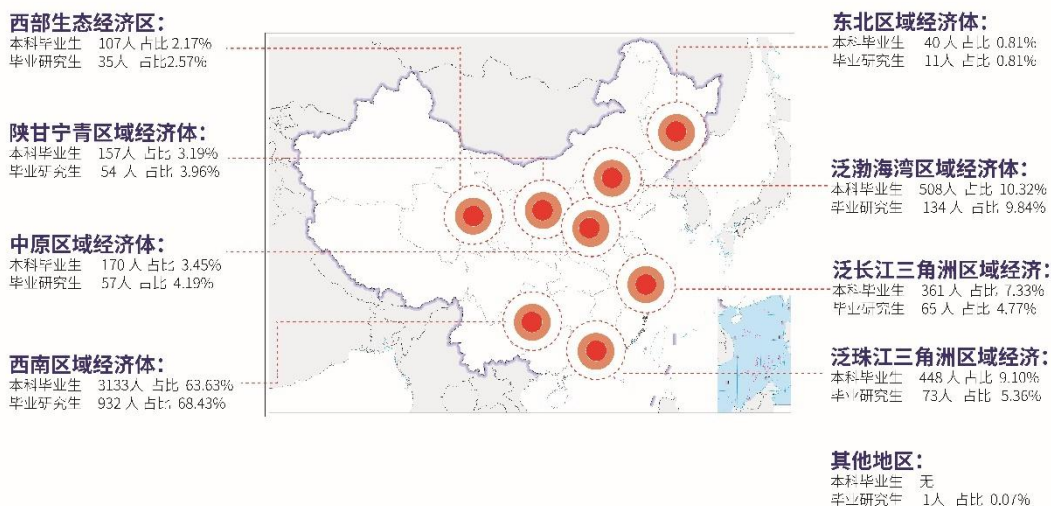 西部生态经济区：
本科毕业生 107人 占比 2.17%
毕业研究生 35人 占比2.57%
陕甘宁青区域经济体：
本科毕业生 157人 占比 3.19%
毕业研究生 54 人 占比 3.96%
中原区域经济体：
本科毕业生 170 人 占比 3.45%
毕业研究生 57人 占比 4.19%
西南区域经济体：
本科毕业生 3133人 占比 63.63%
毕业研究生 932 人 占比 68.43%
东北区域经济体：
本科毕业生 40 人 占比 0.81%
毕业研究生 11人 占比 0.81%
泛渤海湾区域经济体：
本科毕业生 508人 占比 10.32%
毕业研究生 134 人 占比 9.84%
泛长江三角洲区域经济：
本科毕业生 361 人 占比 7.33%
毕业研究生 65 人 占比 4.77%
泛珠江三角洲区域经济：
本科毕业生 448 人 占比 9.10%
毕业研究生 73人 占比 5.36%
其他地区：
本科毕业生 无
毕业研究生 1人 占比 0.07%